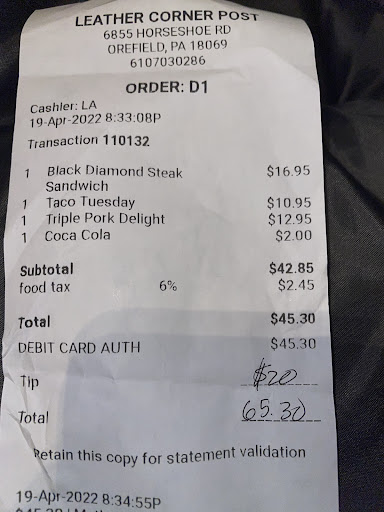 LEATHER CORNER POST
6855 HORSESHOE RD
OREFIELD, PA 18069
6107030286
ORDER: D1
Cashier: LA
19-Apr-2022 8:33:08P
Transaction 110132
1 Black Diamond Steak Sandwich $16.95
1 Taco Tuesday $10.95
1 Triple Pork Delight $12.95
1 Coca Cola $2.00
Subtotal $42.85
food tax 6% $2.45
Total $45.30
DEBIT CARD AUTH $45.30
Tip $20
Total 65.30
Retain this copy for statement validation
19-Apr-2022 8:34:55P